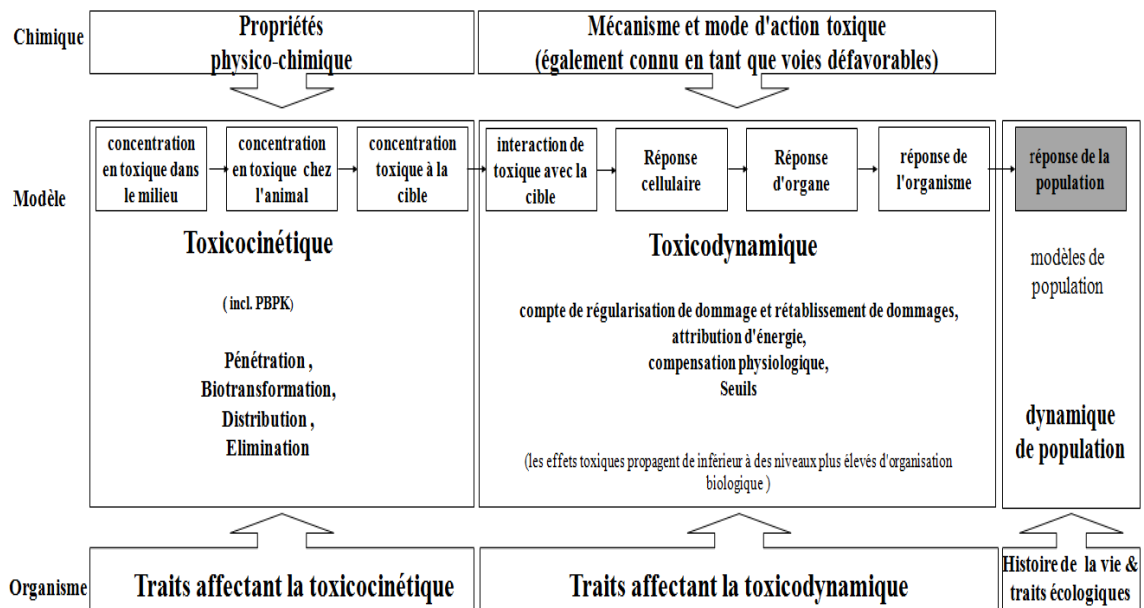 Chimique
Propriétés
physico-chimique
Mécanisme et mode d'action toxique
(également connu en tant que voies défavorables)
Modèle
concentration
en toxique dans
le milieu
concentration
en toxique chez
l'animal
concentration
toxique à la
cible
interaction de
toxique avec la
cible
Réponse
cellulaire
Réponse
d'organe
réponse de
l'organisme
réponse de la
population
Toxicocinétique
( incl. PBPK)
Pénétration ,
Biotransformation,
Distribution ,
Elimination
Toxicodynamique
compte de régularisation de dommage et rétablissement de dommages,
attribution d'énergie,
compensation physiologique,
Seuils
(les effets toxiques propagent de inférieur à des niveaux plus élevés d'organisation
biologique )
modèles de
population
dynamique
de population
Organisme
Traits affectant la toxicocinétique
Traits affectant la toxicodynamique
Histoire de la vie &
traits écologiques